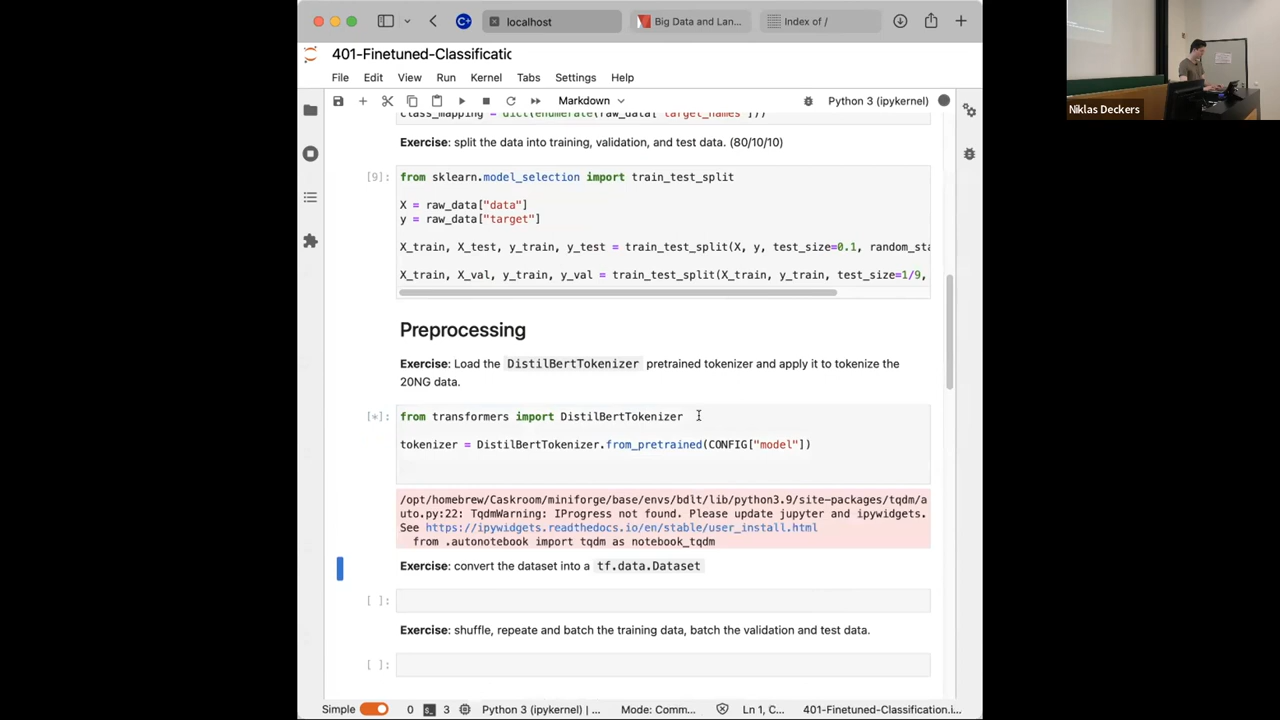 localhost
Big Data and Lan...
Index of /
401-Finetuned-Classificatic
File Edit View Run Kernel Tabs Settings Help
Markdown
Python 3 (ipykernel)
class_mapping = dict(enumerate(raw_data["target_names"]))
Exercise: split the data into training, validation, and test data. (80/10/10)
[9]:
from sklearn.model_selection import train_test_split
X = raw_data["data"]
y = raw_data["target"]
X_train, X_test, y_train, y_test = train_test_split(X, y, test_size=0.1, random_sta
X_train, X_val, y_train, y_val = train_test_split(X_train, y_train, test_size=1/9,
Preprocessing
Exercise: Load the DistilBertTokenizer pretrained tokenizer and apply it to tokenize the
20NG data.
[*]:
from transformers import DistilBertTokenizer
tokenizer = DistilBertTokenizer.from_pretrained(CONFIG["model"])
/opt/homebrew/Caskroom/miniforge/base/envs/bdlt/lib/python3.9/site-packages/tqdm/a
uto.py:22: TqdmWarning: IProgress not found. Please update jupyter and ipywidgets.
See https://ipywidgets.readthedocs.io/en/stable/user_install.html
from .autonotebook import tqdm as notebook_tqdm
Exercise: convert the dataset into a tf.data.Dataset
[ ]:
Exercise: shuffle, repeat and batch the training data, batch the validation and test data.
[ ]:
Simple 0 3 Python 3 (ipykernel) | ... Mode: Comm... Ln 1, C... 401-Finetuned-Classification.i...
Niklas Deckers